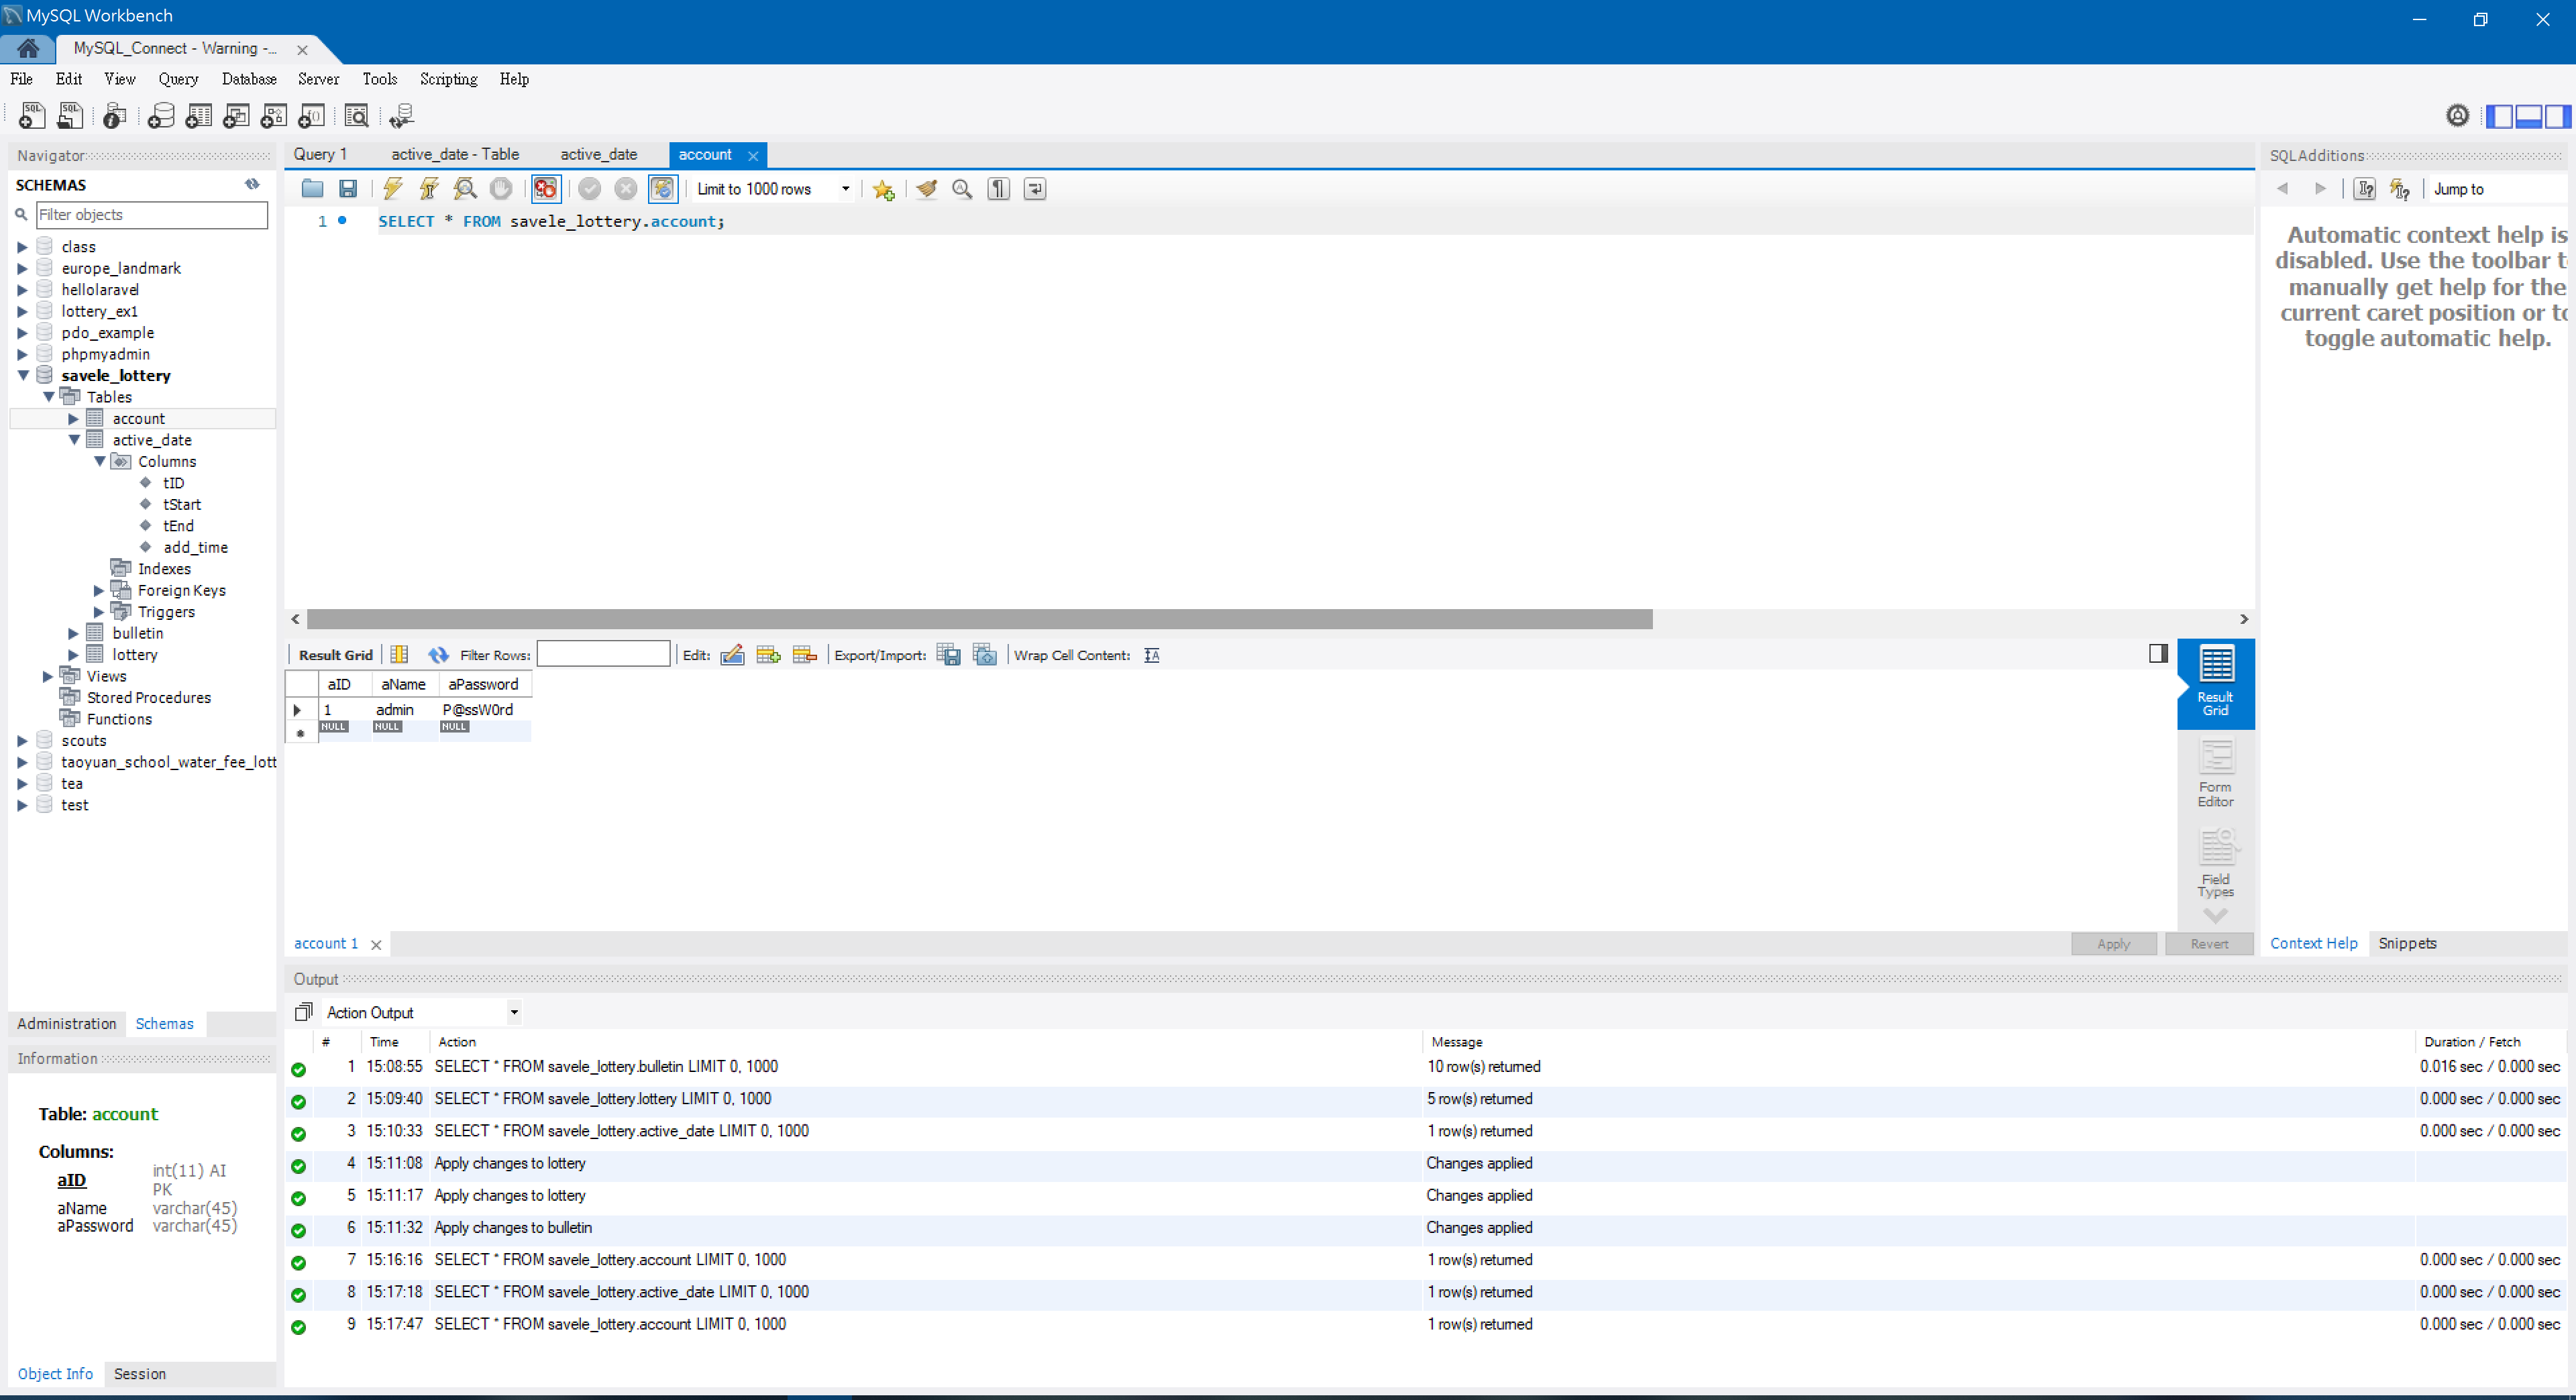 MySQL Workbench
MySQL_Connect - Warning -...
File Edit View Query Database Server Tools Scripting Help
Navigator
SCHEMAS
Filter objects
class
europe_landmark
hellolaravel
lottery_ex1
pdo_example
phpmyadmin
savele_lottery
Tables
account
active_date
Columns
tID
tStart
tEnd
add_time
Indexes
Foreign Keys
Triggers
bulletin
lottery
Views
Stored Procedures
Functions
scouts
taoyuan_school_water_fee_lott
tea
test
Administration Schemas
Information
Table: account
Columns:
aID int(11) AI PK
aName varchar(45)
aPassword varchar(45)
Object Info Session
Query 1 active_date - Table active_date account
Limit to 1000 rows
1 SELECT * FROM savele_lottery.account;
Result Grid Filter Rows: Edit: Export/Import: Wrap Cell Content:
aID aName aPassword
1 admin P@ssW0rd
NULL NULL NULL
Result Grid
Form Editor
Field Types
account 1 Apply Revert
SQLAdditions
Jump to
Automatic context help is
disabled. Use the toolbar t
manually get help for the
current caret position or to
toggle automatic help.
Context Help Snippets
Output
Action Output
# Time Action Message Duration / Fetch
1 15:08:55 SELECT * FROM savele_lottery.bulletin LIMIT 0, 1000 10 row(s) returned 0.016 sec / 0.000 sec
2 15:09:40 SELECT * FROM savele_lottery.lottery LIMIT 0, 1000 5 row(s) returned 0.000 sec / 0.000 sec
3 15:10:33 SELECT * FROM savele_lottery.active_date LIMIT 0, 1000 1 row(s) returned 0.000 sec / 0.000 sec
4 15:11:08 Apply changes to lottery Changes applied
5 15:11:17 Apply changes to lottery Changes applied
6 15:11:32 Apply changes to bulletin Changes applied
7 15:16:16 SELECT * FROM savele_lottery.account LIMIT 0, 1000 1 row(s) returned 0.000 sec / 0.000 sec
8 15:17:18 SELECT * FROM savele_lottery.active_date LIMIT 0, 1000 1 row(s) returned 0.000 sec / 0.000 sec
9 15:17:47 SELECT * FROM savele_lottery.account LIMIT 0, 1000 1 row(s) returned 0.000 sec / 0.000 sec